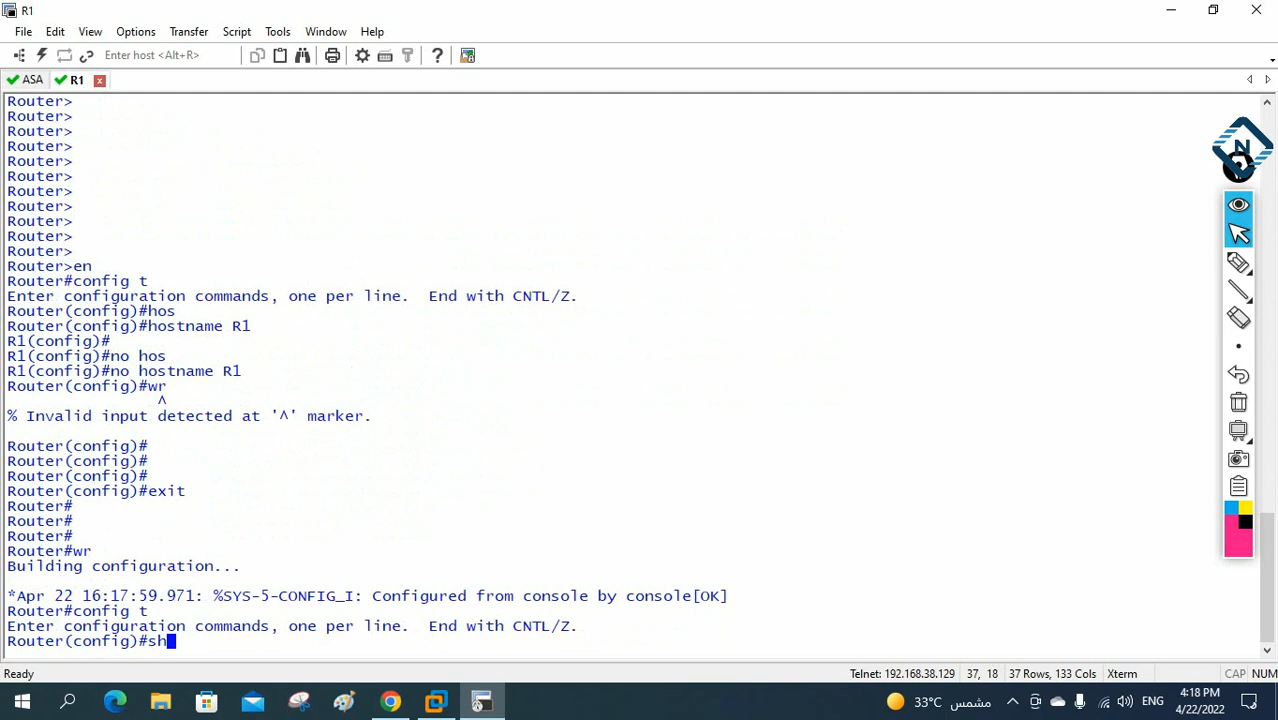 R1
File Edit View Options Transfer Script Tools Window Help
Enter host <Alt+R>
ASA R1
Router>
Router>
Router>
Router>
Router>
Router>
Router>
Router>
Router>
Router>
Router>
Router>en
Router#config t
Enter configuration commands, one per line.  End with CNTL/Z.
Router(config)#hos
Router(config)#hostname R1
R1(config)#
R1(config)#no hos
R1(config)#no hostname R1
Router(config)#wr
^
% Invalid input detected at '^' marker.
Router(config)#
Router(config)#
Router(config)#
Router(config)#exit
Router#
Router#
Router#
Router#wr
Building configuration...
*Apr 22 16:17:59.971: %SYS-5-CONFIG_I: Configured from console by console[OK]
Router#config t
Enter configuration commands, one per line.  End with CNTL/Z.
Router(config)#sh
N
Ready Telnet: 192.168.38.129 37, 18 37 Rows, 133 Cols Xterm CAP NUM
33°C مشمس ENG 4:18 PM
4/22/2022